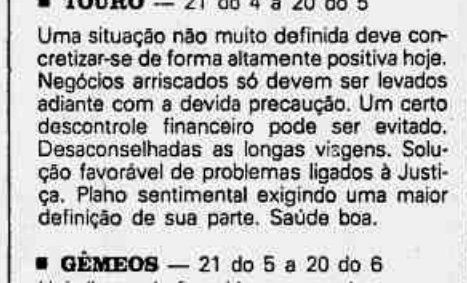 ■ TOURO — 21 do 4 a 20 do 5
Uma situação não muito definida deve con-
cretizar-se de forma altamente positiva hoje.
Negócios arriscados só devem ser levados
adiante com a devida precaução. Um certo
descontrole financeiro pode ser evitado.
Desaconselhadas as longas viagens. Solu-
ção favorável de problemas ligados à Justi-
ça. Plaho sentimental exigindo uma maior
definição de sua parte. Saúde boa.
■ GÊMEOS — 21 do 5 a 20 do 6